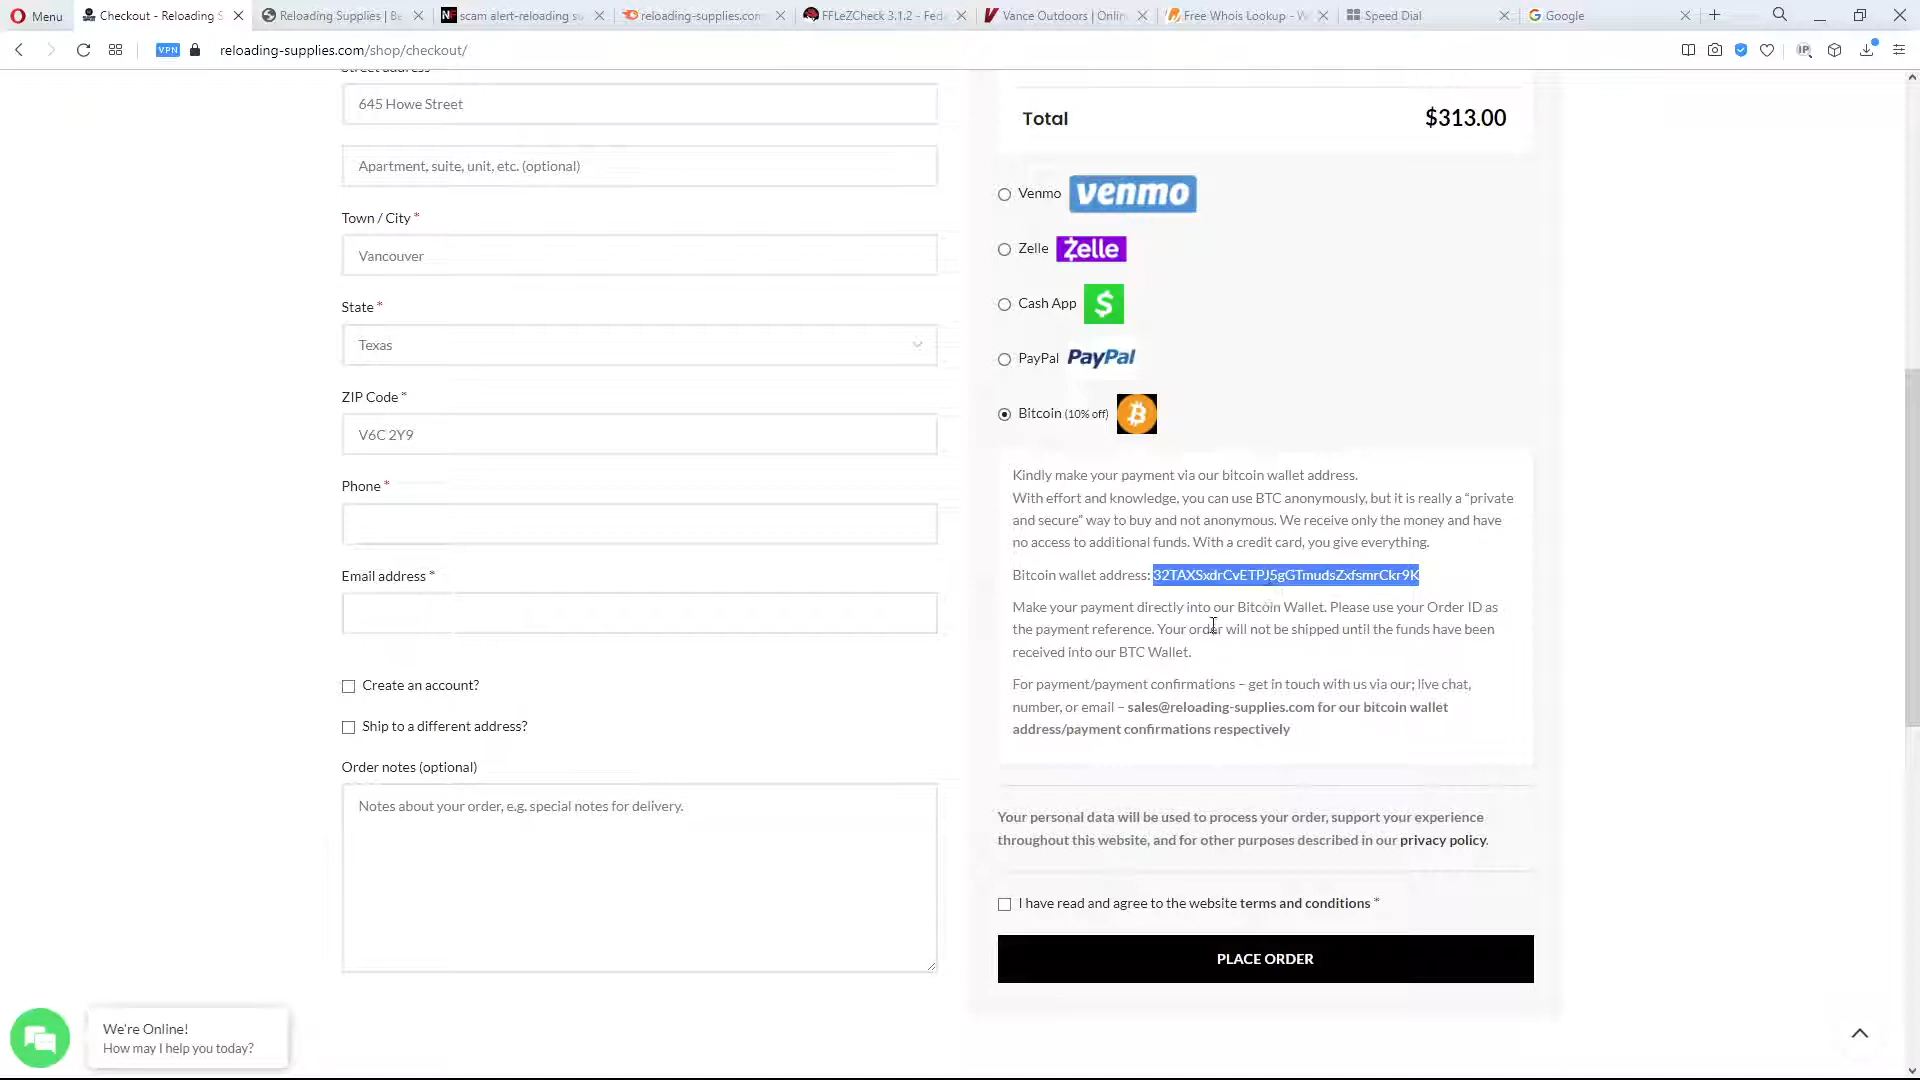 Menu
Checkout - Reloading S
Reloading Supplies | Be
scam alert-reloading su
reloading-supplies.com
FFLeZCheck 3.1.2 - Fed
Vance Outdoors | Onlin
Free Whois Lookup - W
Speed Dial
Google
VPN
reloading-supplies.com/shop/checkout/
IP
Street address
645 Howe Street
Apartment, suite, unit, etc. (optional)
Town / City *
Vancouver
State *
Texas
ZIP Code *
V6C 2Y9
Phone *
Email address *
Create an account?
Ship to a different address?
Order notes (optional)
Notes about your order, e.g. special notes for delivery.
Total $313.00
Venmo venmo
Zelle Zelle
Cash App $
PayPal PayPal
Bitcoin (10% off)
Kindly make your payment via our bitcoin wallet address.
With effort and knowledge, you can use BTC anonymously, but it is really a “private
and secure” way to buy and not anonymous. We receive only the money and have
no access to additional funds. With a credit card, you give everything.
Bitcoin wallet address: 32TAXSxdrCvETPJ5gGTmudsZxfsmrCkr9K
Make your payment directly into our Bitcoin Wallet. Please use your Order ID as
the payment reference. Your order will not be shipped until the funds have been
received into our BTC Wallet.
For payment/payment confirmations – get in touch with us via our; live chat,
number, or email – sales@reloading-supplies.com for our bitcoin wallet
address/payment confirmations respectively
Your personal data will be used to process your order, support your experience
throughout this website, and for other purposes described in our privacy policy.
I have read and agree to the website terms and conditions *
PLACE ORDER
We're Online!
How may I help you today?